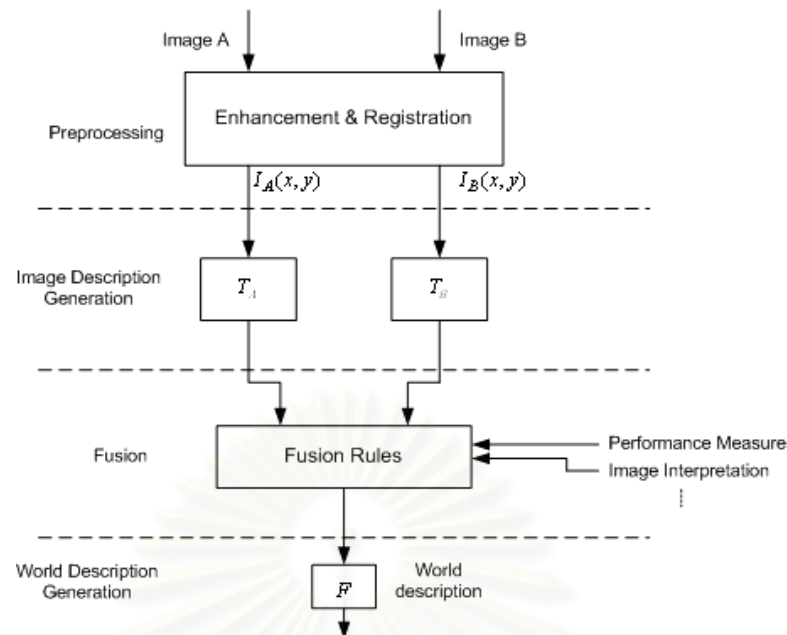 Image A
Image B
Enhancement & Registration
Preprocessing
I_A(x, y)
I_B(x, y)
Image Description
Generation
T_A
T_B
Fusion
Fusion Rules
Performance Measure
Image Interpretation
World Description
Generation
F
World
description